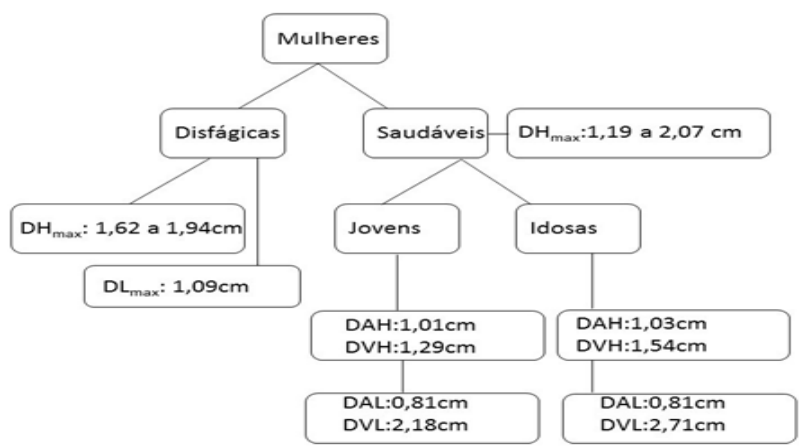 Mulheres
Disfágicas
Saudáveis
DHmax:1,19 a 2,07 cm
DHmax: 1,62 a 1,94cm
Jovens
Idosas
DLmax: 1,09cm
DAH:1,01cm
DVH:1,29cm
DAH:1,03cm
DVH:1,54cm
DAL:0,81cm
DVL:2,18cm
DAL:0,81cm
DVL:2,71cm